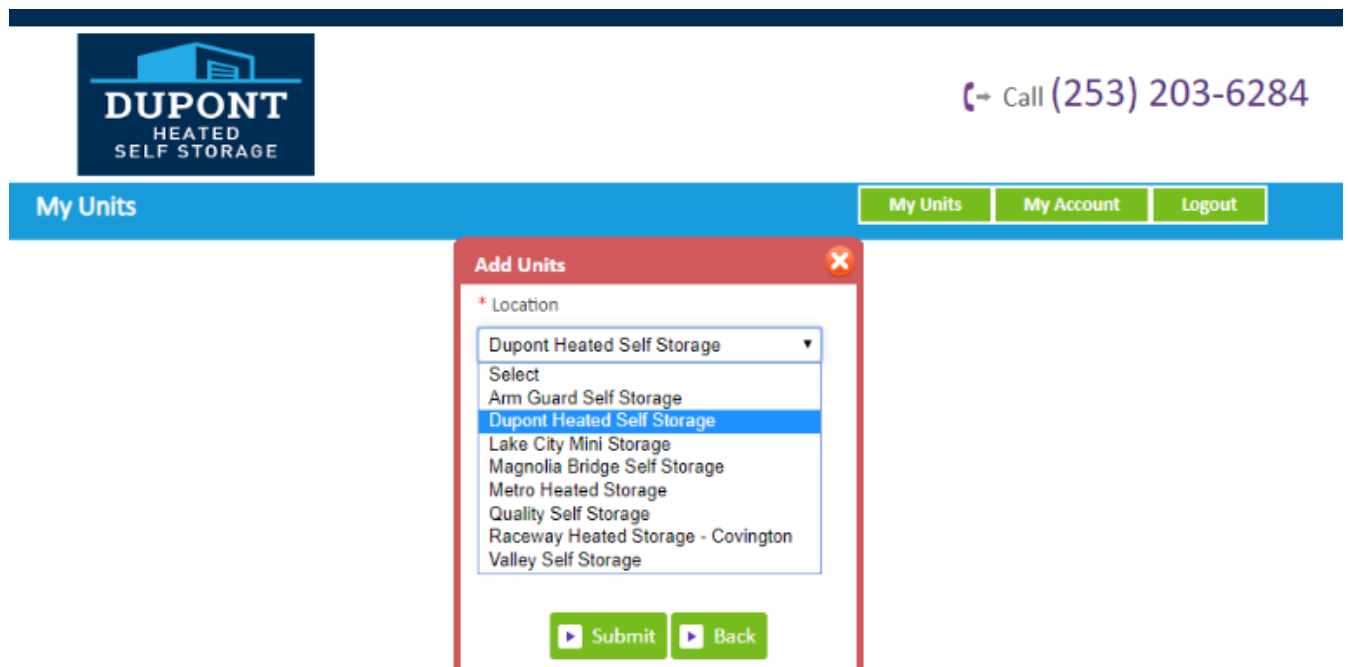 DUPONT
HEATED
SELF STORAGE
Call (253) 203-6284
My Units
My Units
My Account
Logout
Add Units
* Location
Dupont Heated Self Storage
Select
Arm Guard Self Storage
Dupont Heated Self Storage
Lake City Mini Storage
Magnolia Bridge Self Storage
Metro Heated Storage
Quality Self Storage
Raceway Heated Storage - Covington
Valley Self Storage
Submit
Back